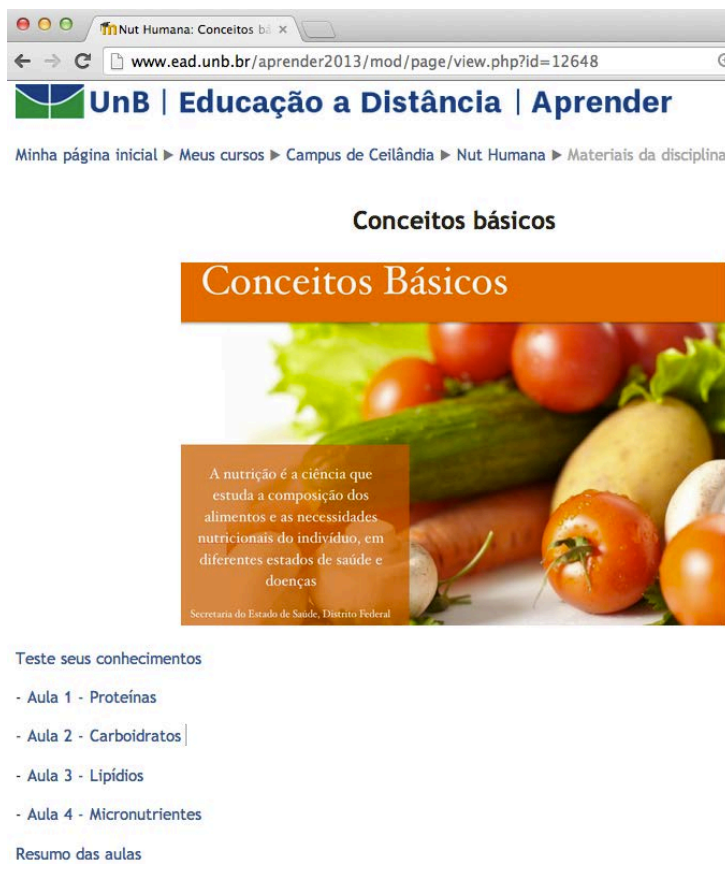 Nut Humana: Conceitos bá
www.ead.unb.br/aprender2013/mod/page/view.php?id=12648
UnB | Educação a Distância | Aprender
Minha página inicial ▶ Meus cursos ▶ Campus de Ceilândia ▶ Nut Humana ▶ Materiais da disciplina
Conceitos básicos
Conceitos Básicos
A nutrição é a ciência que
estuda a composição dos
alimentos e as necessidades
nutricionais do indivíduo, em
diferentes estados de saúde e
doenças
Secretaria do Estado de Saúde, Distrito Federal
Teste seus conhecimentos
- Aula 1 - Proteínas
- Aula 2 - Carboidratos
- Aula 3 - Lipídios
- Aula 4 - Micronutrientes
Resumo das aulas